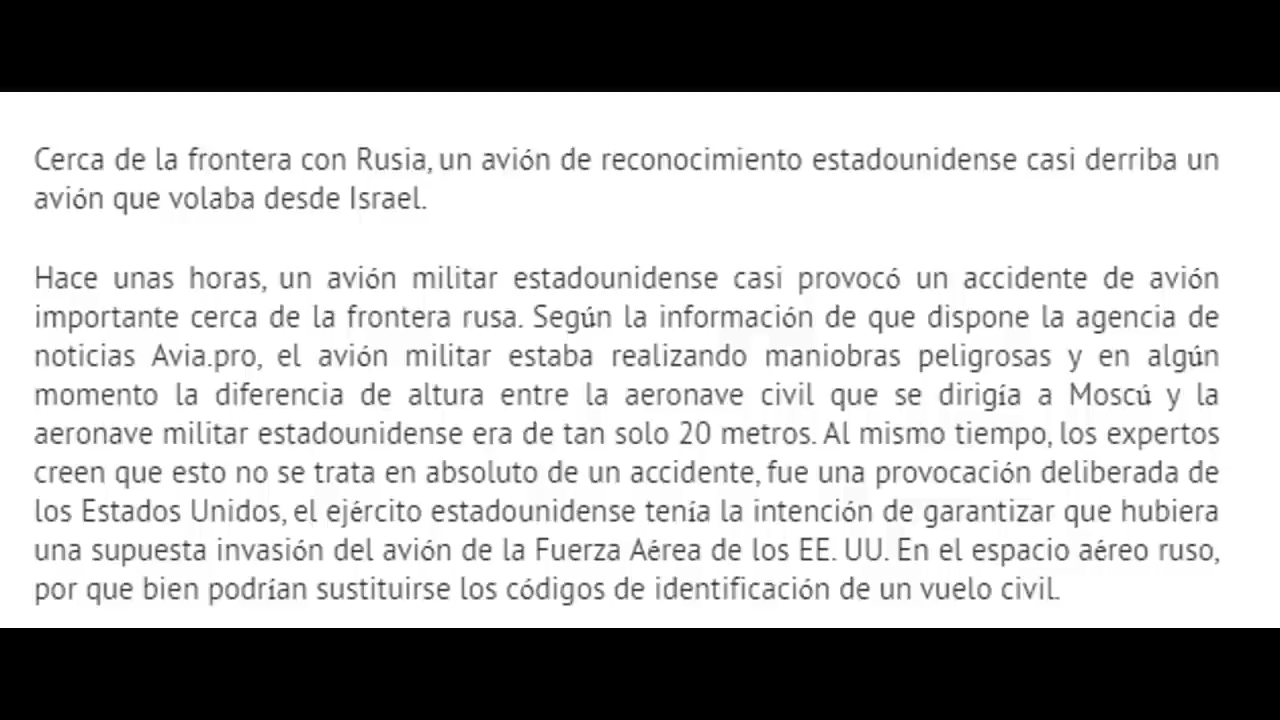 Cerca de la frontera con Rusia, un avión de reconocimiento estadounidense casi derriba un
avión que volaba desde Israel.
Hace unas horas, un avión militar estadounidense casi provocó un accidente de avión
importante cerca de la frontera rusa. Según la información de que dispone la agencia de
noticias Avia.pro, el avión militar estaba realizando maniobras peligrosas y en algún
momento la diferencia de altura entre la aeronave civil que se dirigía a Moscú y la
aeronave militar estadounidense era de tan solo 20 metros. Al mismo tiempo, los expertos
creen que esto no se trata en absoluto de un accidente, fue una provocación deliberada de
los Estados Unidos, el ejército estadounidense tenía la intención de garantizar que hubiera
una supuesta invasión del avión de la Fuerza Aérea de los EE. UU. En el espacio aéreo ruso,
por que bien podrían sustituirse los códigos de identificación de un vuelo civil.